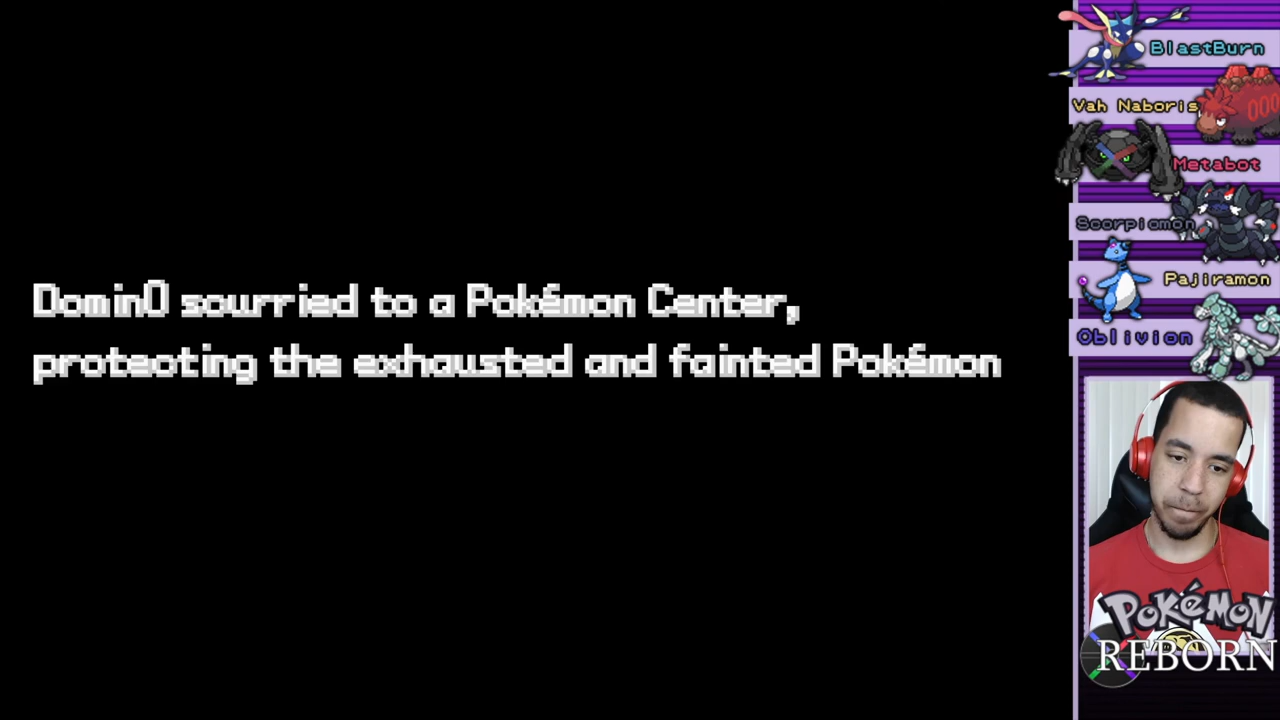 Domin0 scurried to a Pokémon Center,
protecting the exhausted and fainted Pokémon
BlastBurn
Vah Naboris
Metabot
Scorpiomon
Pajiramon
Oblivion
POKéMON
REBORN